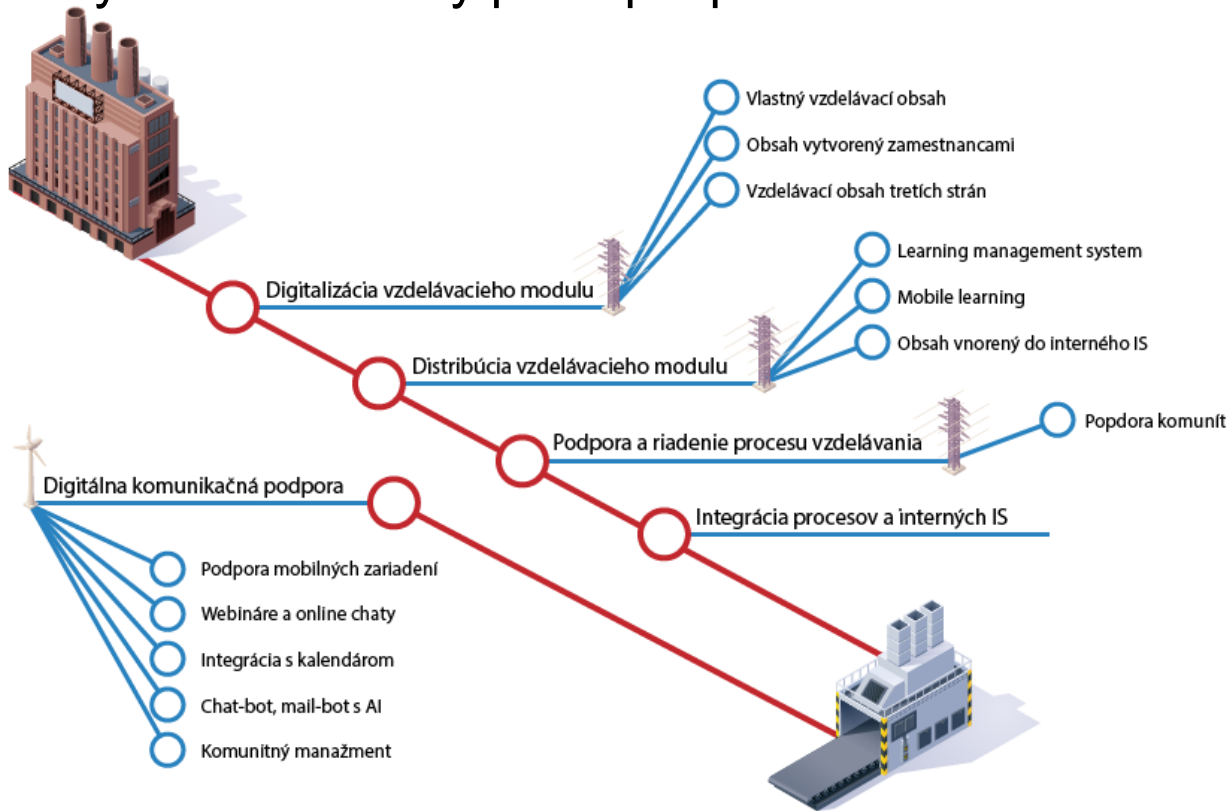 Vlastný vzdelávací obsah
Obsah vytvorený zamestnancami
Vzdelávací obsah tretích strán
Learning management system
Digitalizácia vzdelávacieho modulu
Mobile learning
Obsah vnorený do interného IS
Distribúcia vzdelávacieho modulu
Popdora komunít
Podpora a riadenie procesu vzdelávania
Digitálna komunikačná podpora
Integrácia procesov a interných IS
Podpora mobilných zariadení
Webináre a online chaty
Integrácia s kalendárom
Chat-bot, mail-bot s AI
Komunitný manažment